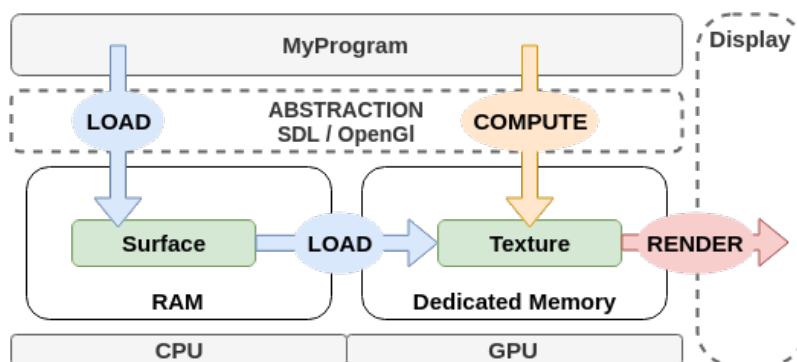 MyProgram
Display
ABSTRACTION
SDL / OpenGl
LOAD
COMPUTE
Surface
LOAD
Texture
RENDER
RAM
Dedicated Memory
CPU
GPU